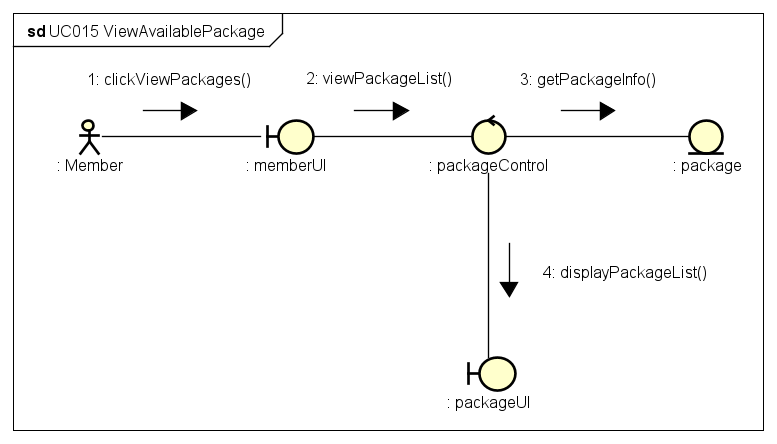 sd UC015 ViewAvailablePackage
1: clickViewPackages()
2: viewPackageList()
3: getPackageInfo()
: Member
: memberUI
: packageControl
: package
4: displayPackageList()
: packageUI